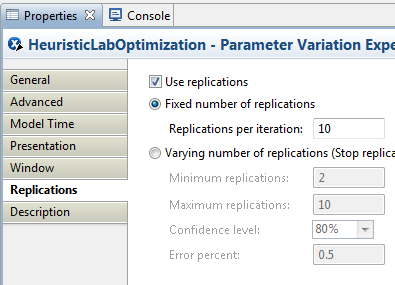 Properties Console
HeuristicLabOptimization - Parameter Variation Expe
General
Advanced
Model Time
Presentation
Window
Replications
Description
Use replications
Fixed number of replications
Replications per iteration: 10
Varying number of replications (Stop replica
Minimum replications: 2
Maximum replications: 10
Confidence level: 80%
Error percent: 0.5